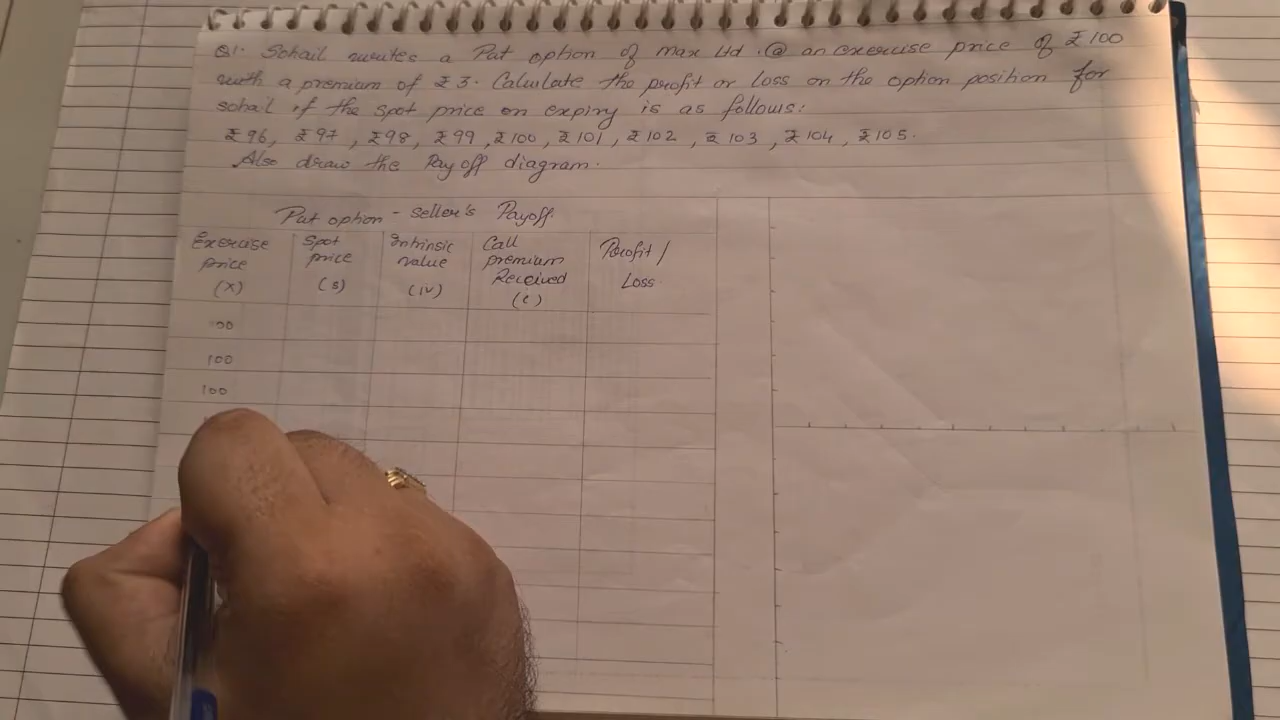 Q1. Sohail writes a Put option of Max Ltd. @ an exercise price of ₹100
with a premium of ₹3. Calculate the profit or Loss on the option position for
sohail if the spot price on expiry is as follows:
₹96, ₹97, ₹98, ₹99, ₹100, ₹101, ₹102, ₹103, ₹104, ₹105.
Also draw the Pay off diagram.
Put option - seller's Payoff.
Exercise price (X) Spot price (s) Intrinsic value (IV) Call premium Received (c) Profit / Loss.
00
100
100